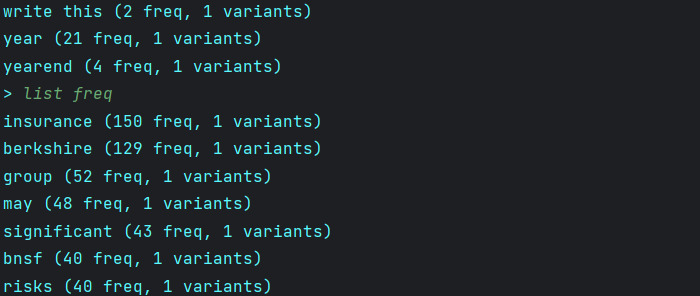 write this (2 freq, 1 variants)
year (21 freq, 1 variants)
yearend (4 freq, 1 variants)
> list freq
insurance (150 freq, 1 variants)
berkshire (129 freq, 1 variants)
group (52 freq, 1 variants)
may (48 freq, 1 variants)
significant (43 freq, 1 variants)
bnsf (40 freq, 1 variants)
risks (40 freq, 1 variants)